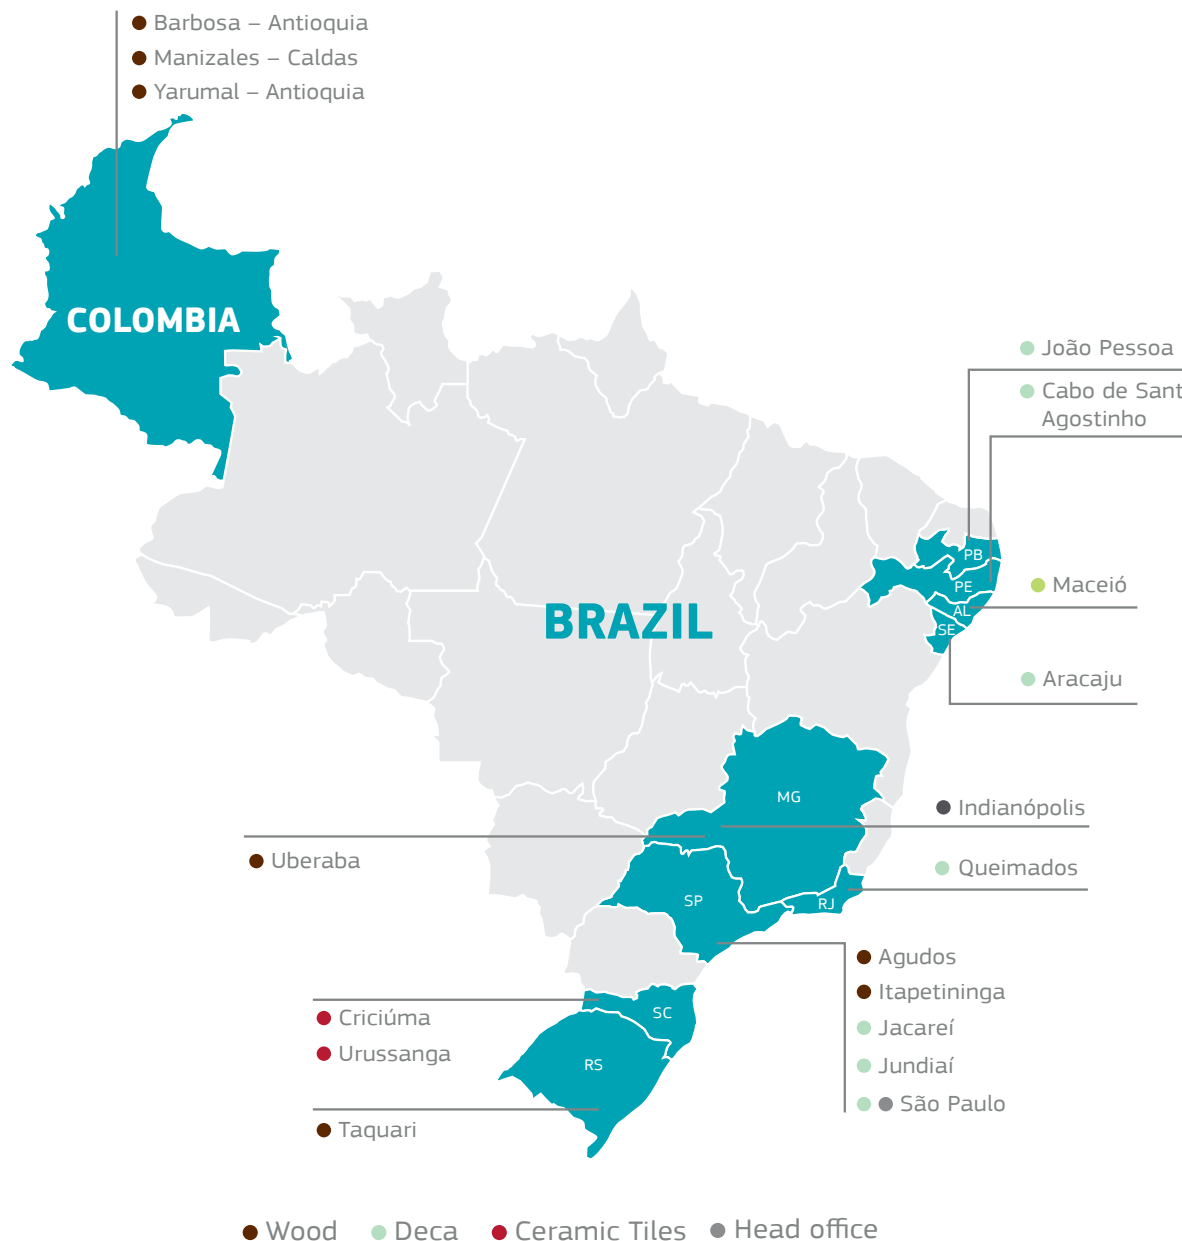 Barbosa – Antioquia
Manizales – Caldas
Yarumal – Antioquia
COLOMBIA
João Pessoa
Cabo de Sant
Agostinho
PB
PE
Maceió
AL
SE
BRAZIL
Aracaju
MG
Indianópolis
Uberaba
Queimados
SP
RJ
Agudos
Itapetininga
Criciúma
SC
Jacareí
Urussanga
RS
Jundiaí
São Paulo
Taquari
Wood Deca Ceramic Tiles Head office